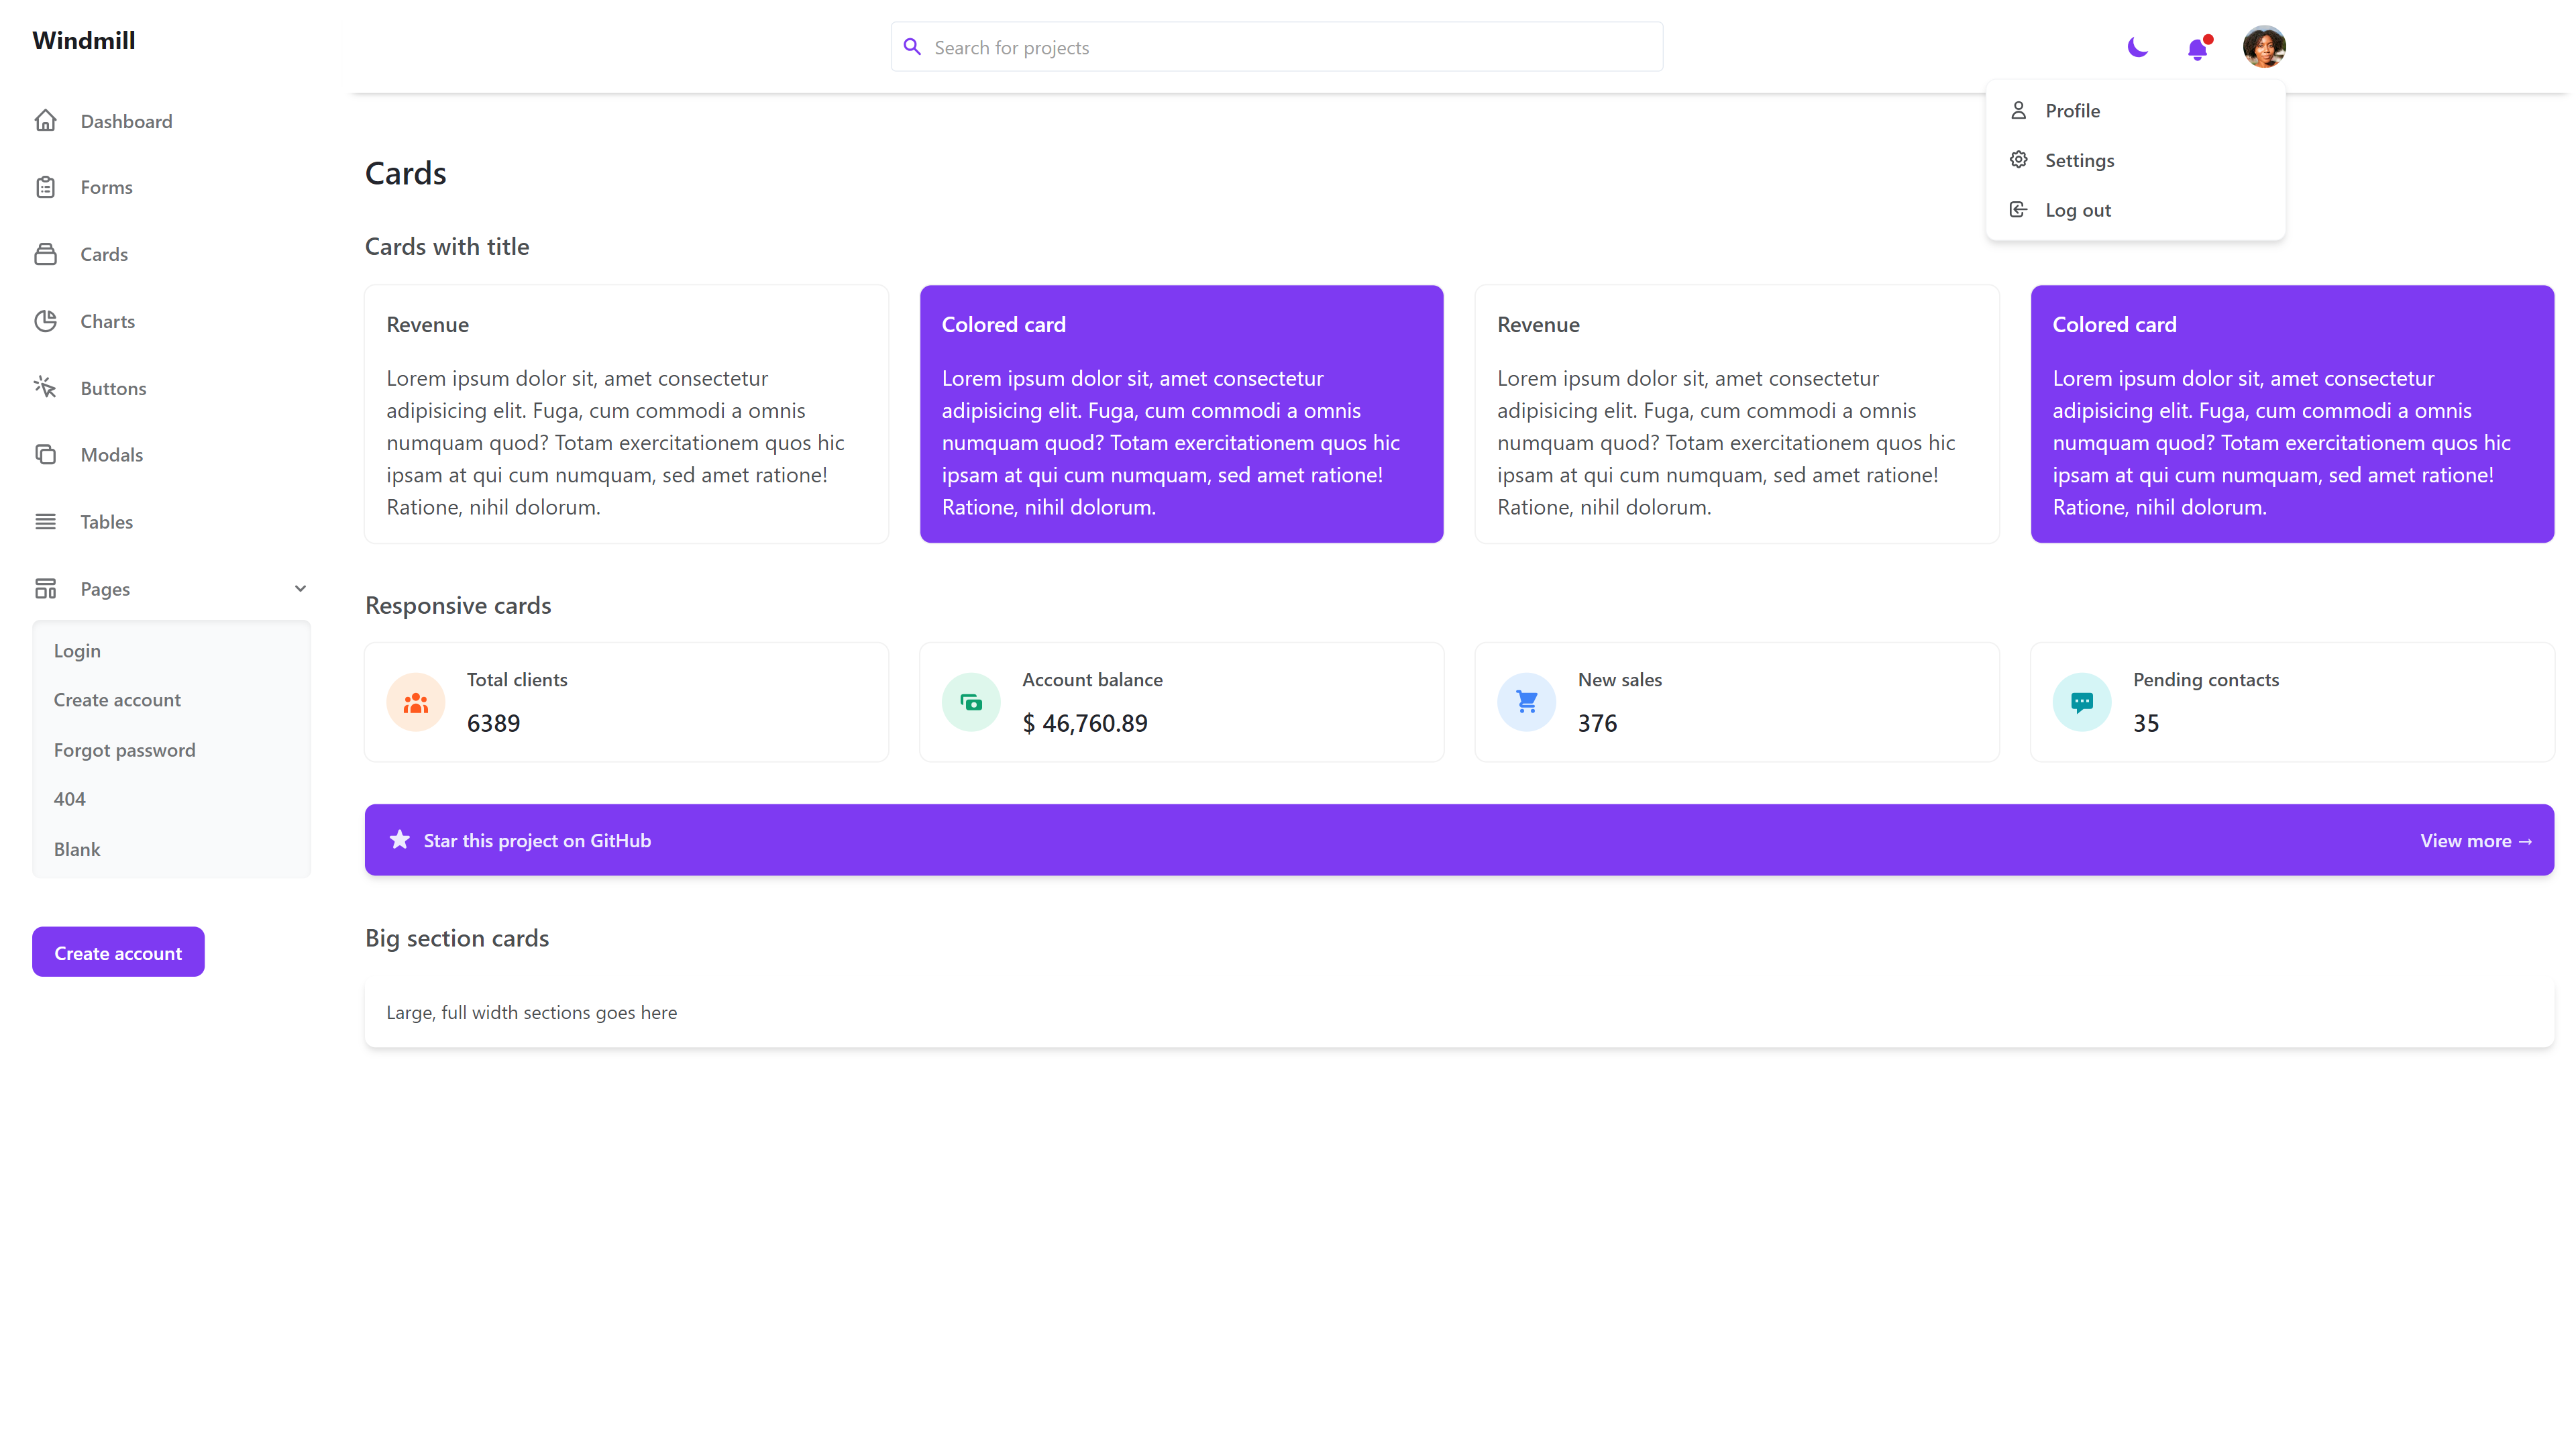 Windmill
Search for projects
Dashboard
Forms
Cards
Charts
Buttons
Modals
Tables
Pages
Login
Create account
Forgot password
404
Blank
Create account
Profile
Settings
Log out
Cards
Cards with title
Revenue
Lorem ipsum dolor sit, amet consectetur
adipisicing elit. Fuga, cum commodi a omnis
numquam quod? Totam exercitationem quos hic
ipsam at qui cum numquam, sed amet ratione!
Ratione, nihil dolorum.
Colored card
Lorem ipsum dolor sit, amet consectetur
adipisicing elit. Fuga, cum commodi a omnis
numquam quod? Totam exercitationem quos hic
ipsam at qui cum numquam, sed amet ratione!
Ratione, nihil dolorum.
Revenue
Lorem ipsum dolor sit, amet consectetur
adipisicing elit. Fuga, cum commodi a omnis
numquam quod? Totam exercitationem quos hic
ipsam at qui cum numquam, sed amet ratione!
Ratione, nihil dolorum.
Colored card
Lorem ipsum dolor sit, amet consectetur
adipisicing elit. Fuga, cum commodi a omnis
numquam quod? Totam exercitationem quos hic
ipsam at qui cum numquam, sed amet ratione!
Ratione, nihil dolorum.
Responsive cards
Total clients
6389
Account balance
$ 46,760.89
New sales
376
Pending contacts
35
Star this project on GitHub
View more →
Big section cards
Large, full width sections goes here